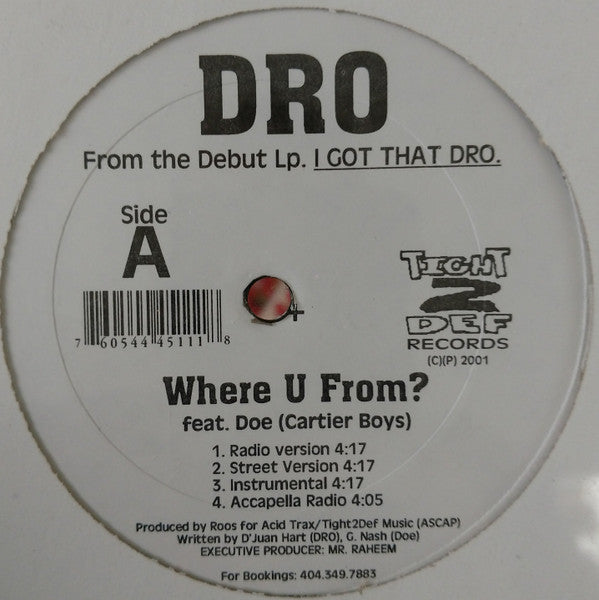 DRO
From the Debut Lp. I GOT THAT DRO.
Side
A
7 60544 45111 8
TIGHT
2
DEF
RECORDS
(C)(P) 2001
Where U From?
feat. Doe (Cartier Boys)
1. Radio version 4:17
2. Street Version 4:17
3. Instrumental 4:17
4. Accapella Radio 4:05
Produced by Roos for Acid Trax/Tight2Def Music (ASCAP)
Written by D'Juan Hart (DRO), G. Nash (Doe)
EXECUTIVE PRODUCER: MR. RAHEEM
For Bookings: 404.349.7883